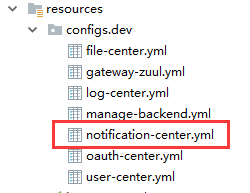 resources
configs.dev
file-center.yml
gateway-zuul.yml
log-center.yml
manage-backend.yml
notification-center.yml
oauth-center.yml
user-center.yml